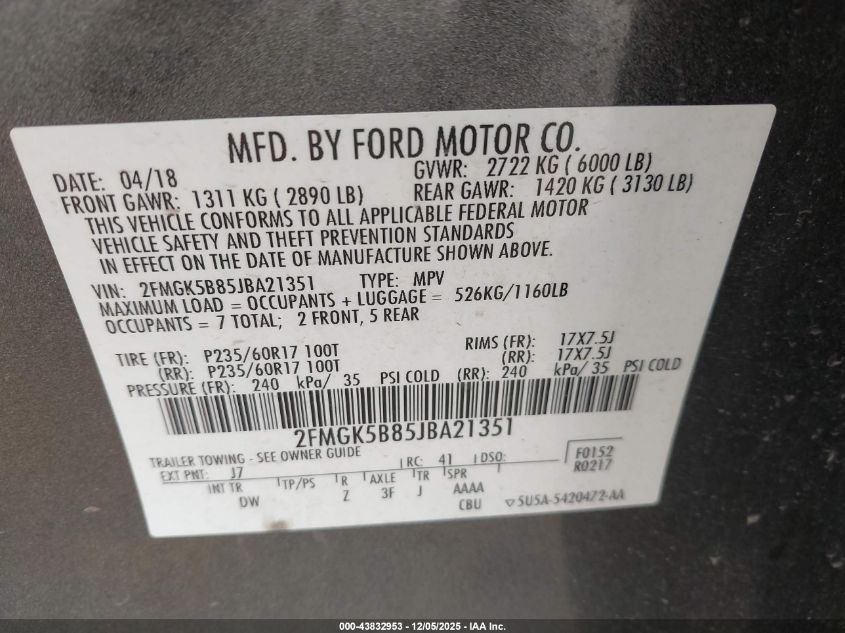 MFD. BY FORD MOTOR CO.
DATE: 04/18 GVWR: 2722 KG ( 6000 LB)
FRONT GAWR: 1311 KG ( 2890 LB) REAR GAWR: 1420 KG ( 3130 LB)
THIS VEHICLE CONFORMS TO ALL APPLICABLE FEDERAL MOTOR
VEHICLE SAFETY AND THEFT PREVENTION STANDARDS
IN EFFECT ON THE DATE OF MANUFACTURE SHOWN ABOVE.
VIN: 2FMGK5B85JBA21351 TYPE: MPV
MAXIMUM LOAD = OCCUPANTS + LUGGAGE = 526KG/1160LB
OCCUPANTS = 7 TOTAL; 2 FRONT, 5 REAR
TIRE (FR): P235/60R17 100T RIMS (FR): 17X7.5J
(RR): P235/60R17 100T (RR): 17X7.5J
PRESSURE (FR): 240 kPa/ 35 PSI COLD (RR): 240 kPa/ 35 PSI COLD
2FMGK5B85JBA21351
TRAILER TOWING - SEE OWNER GUIDE
EXT PNT: J7 RC: 41 DSO: F0152
R0217
INT TR TP/PS R AXLE TR SPR
DW Z 3F J AAAA
CBU 5U5A-5420472-AA
000-43832953 - 12/05/2025 - IAA Inc.